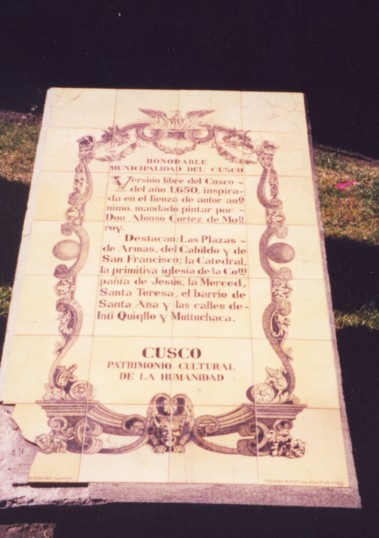 HONORABLE
MUNICIPALIDAD DEL CUSCO
Versión libre del Cusco -
del año 1,650, inspira-
da en el lienzo de autor anó
nimo, mandado pintar por -
Don Alonso Cortez de Mon
roy.
Destacan: Las Plazas -
de Armas, del Cabildo y de
San Francisco; la Catedral,
la primitiva iglesia de la Com
pañía de Jesús, la Merced,
Santa Teresa, el barrio de
Santa Ana y las calles de-
Inti Quiqllo y Muttuchaca.
CUSCO
PATRIMONIO CULTURAL
DE LA HUMANIDAD